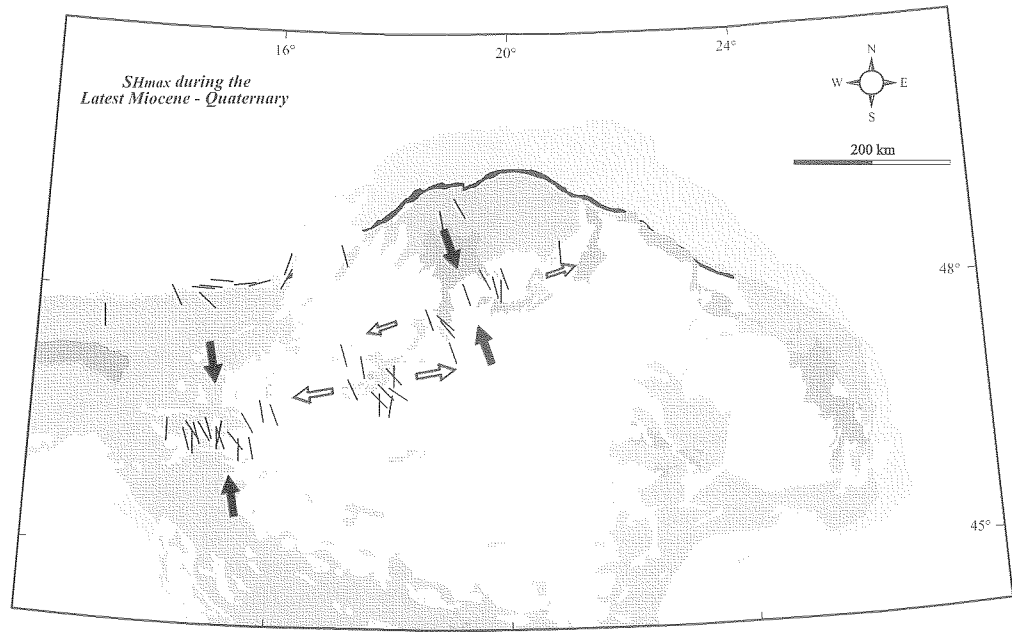 16°
20°
24°
SHmax during the
Latest Miocene - Quaternary
N
W
E
S
200 km
48°
45°